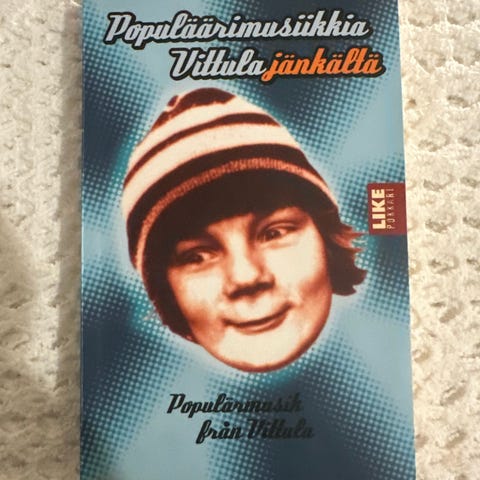 Populäärimusiikkia
Vittulajänkältä
LIKE
POKKARI
Populärmusik
från Vittula